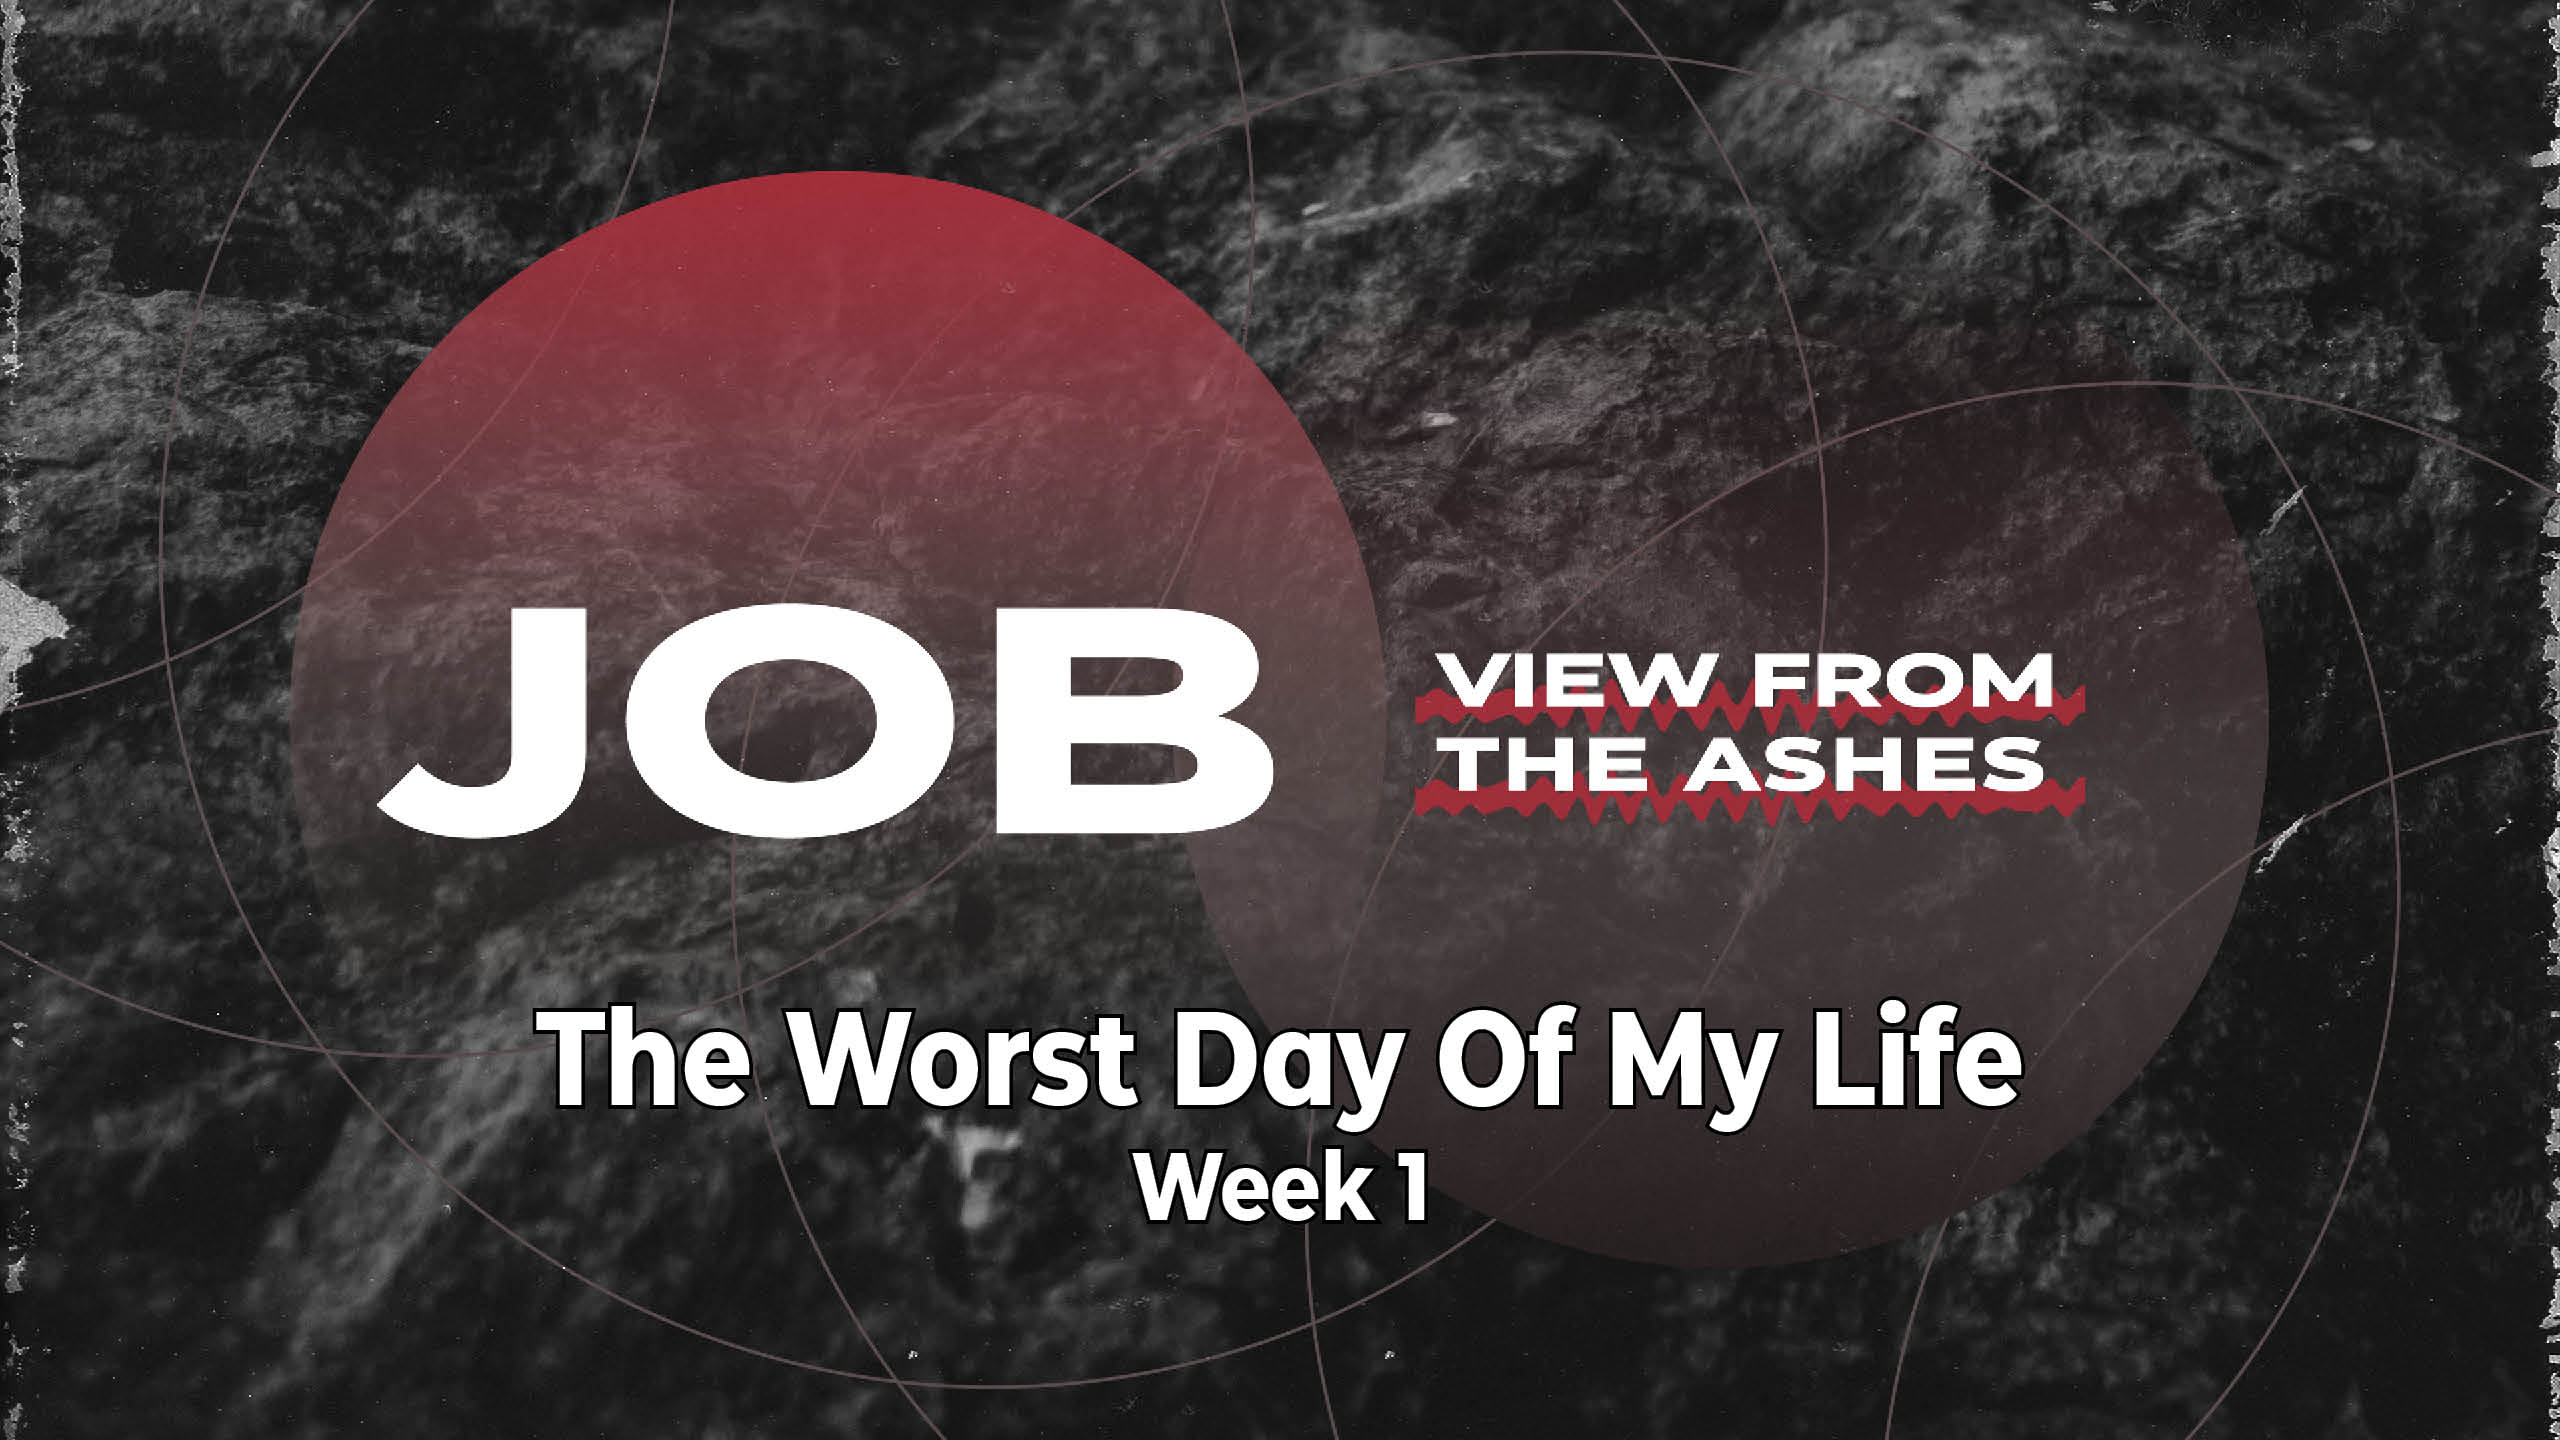 JOB
VIEW FROM
THE ASHES
The Worst Day Of My Life
Week 1